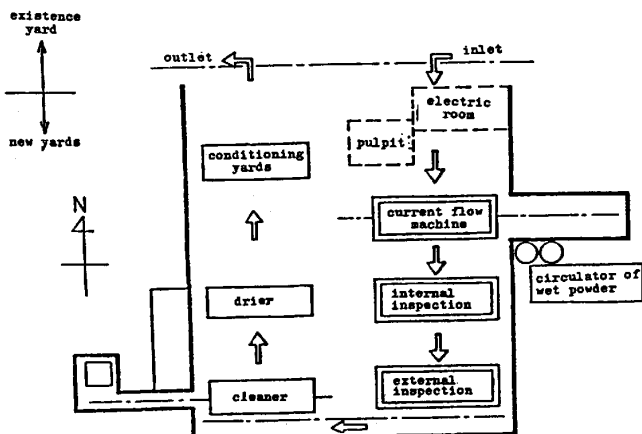 existence
yard
new yards
N
outlet
inlet
electric
room
pulpit
conditioning
yards
current flow
machine
circulator of
wet powder
drier
internal
inspection
cleaner
external
inspection